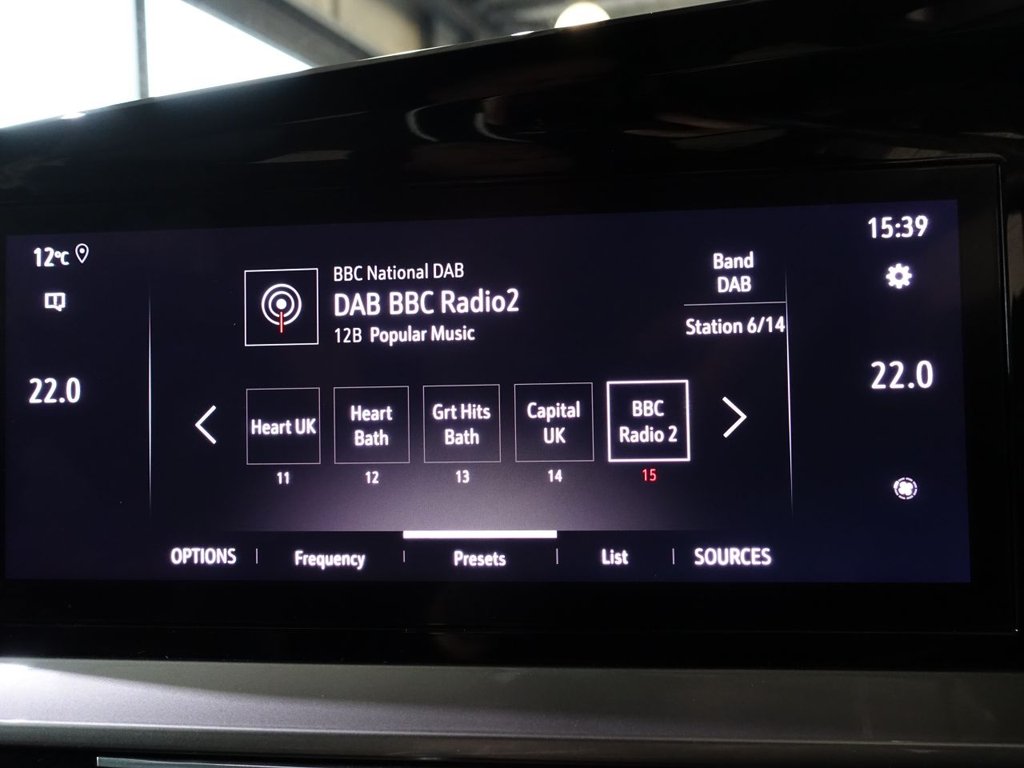 12°C
22.0
BBC National DAB
DAB BBC Radio2
12B Popular Music
Band
DAB
Station 6/14
15:39
22.0
Heart UK
11
Heart
Bath
12
Grt Hits
Bath
13
Capital
UK
14
BBC
Radio 2
15
OPTIONS
Frequency
Presets
List
SOURCES